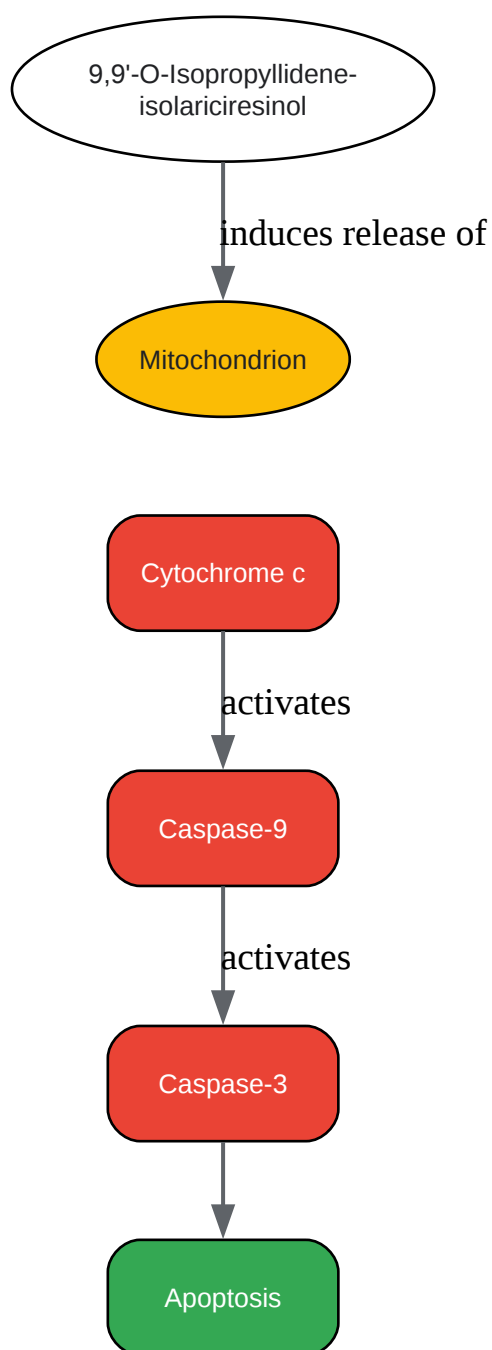 9,9'-O-Isopropyllidene-
isolariciresinol
induces release of
Mitochondrion
Cytochrome c
activates
Caspase-9
activates
Caspase-3
Apoptosis